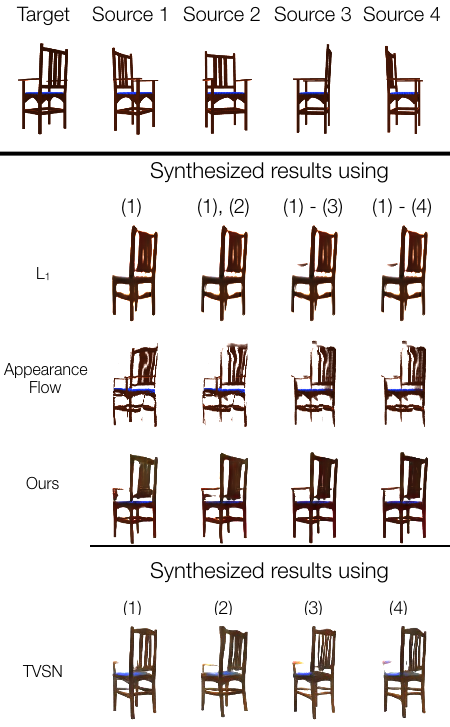 Target Source 1 Source 2 Source 3 Source 4
Synthesized results using
(1) (1), (2) (1) - (3) (1) - (4)
L₁
Appearance
Flow
Ours
Synthesized results using
(1) (2) (3) (4)
TVSN